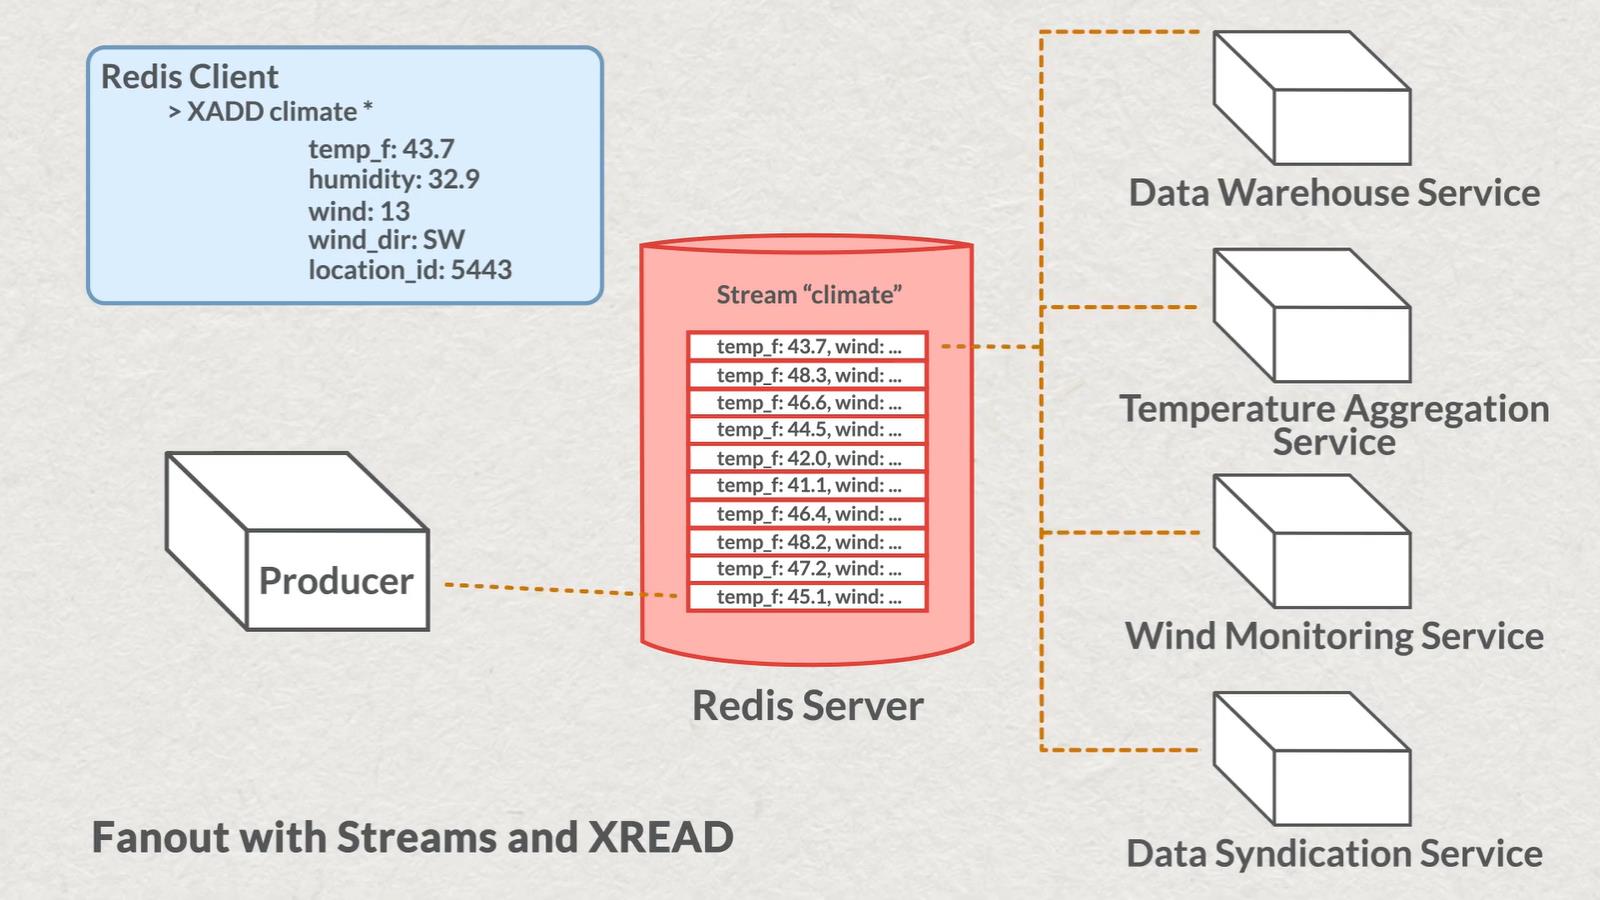 Redis Client
> XADD climate *
temp_f: 43.7
humidity: 32.9
wind: 13
wind_dir: SW
location_id: 5443
Producer
Stream “climate”
temp_f: 43.7, wind: ...
temp_f: 48.3, wind: ...
temp_f: 46.6, wind: ...
temp_f: 44.5, wind: ...
temp_f: 42.0, wind: ...
temp_f: 41.1, wind: ...
temp_f: 46.4, wind: ...
temp_f: 48.2, wind: ...
temp_f: 47.2, wind: ...
temp_f: 45.1, wind: ...
Redis Server
Data Warehouse Service
Temperature Aggregation
Service
Wind Monitoring Service
Data Syndication Service
Fanout with Streams and XREAD